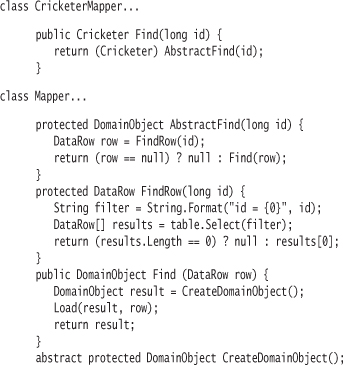 class CricketerMapper...
public Cricketer Find(long id) {
return (Cricketer) AbstractFind(id);
}
class Mapper...
protected DomainObject AbstractFind(long id) {
DataRow row = FindRow(id);
return (row == null) ? null : Find(row);
}
protected DataRow FindRow(long id) {
String filter = String.Format("id = {0}", id);
DataRow[] results = table.Select(filter);
return (results.Length == 0) ? null : results[0];
}
public DomainObject Find (DataRow row) {
DomainObject result = CreateDomainObject();
Load(result, row);
return result;
}
abstract protected DomainObject CreateDomainObject();